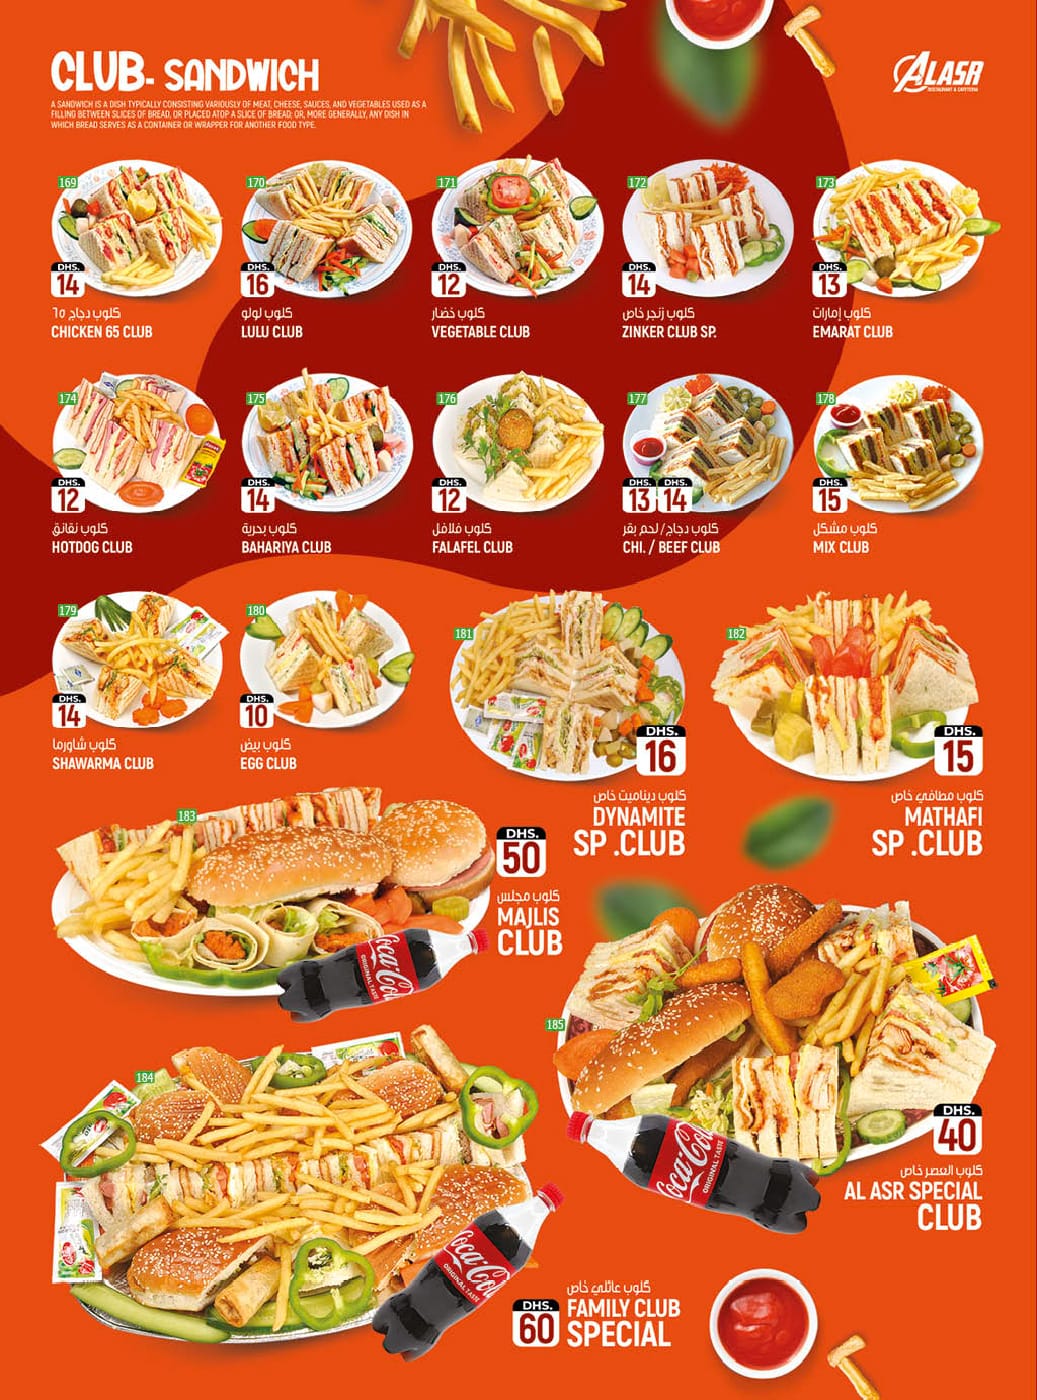 CLUB- SANDWICH
A SANDWICH IS A DISH TYPICALLY CONSISTING VARIOUSLY OF MEAT, CHEESE, SAUCES, AND VEGETABLES USED AS A
FILLING BETWEEN SLICES OF BREAD, OR PLACED ATOP A SLICE OF BREAD; OR, MORE GENERALLY, ANY DISH IN
WHICH BREAD SERVES AS A CONTAINER OR WRAPPER FOR ANOTHER FOOD TYPE.
ALASR
RESTAURANT & CAFETERIA
169
DHS.
14
كلوب دجاج ٦٥
CHICKEN 65 CLUB
170
DHS.
16
كلوب لولو
LULU CLUB
171
DHS.
12
كلوب خضار
VEGETABLE CLUB
172
DHS.
14
كلوب زنجر خاص
ZINKER CLUB SP.
173
DHS.
13
كلوب إمارات
EMARAT CLUB
174
DHS.
12
كلوب نقانق
HOTDOG CLUB
175
DHS.
14
كلوب بحرية
BAHARIYA CLUB
176
DHS.
12
كلوب فلافل
FALAFEL CLUB
177
DHS. DHS.
13 14
كلوب دجاج / لحم بقر
CHI. / BEEF CLUB
178
DHS.
15
كلوب مشكل
MIX CLUB
179
DHS.
14
كلوب شاورما
SHAWARMA CLUB
180
DHS.
10
كلوب بيض
EGG CLUB
181
DHS.
16
كلوب ديناميت خاص
DYNAMITE
SP .CLUB
182
DHS.
15
كلوب مطافي خاص
MATHAFI
SP .CLUB
183
DHS.
50
كلوب مجلس
MAJLIS
CLUB
Coca-Cola
ORIGINAL TASTE
185
DHS.
40
كلوب العصر خاص
AL ASR SPECIAL
CLUB
Coca-Cola
ORIGINAL TASTE
184
Coca-Cola
ORIGINAL TASTE
DHS.
60
كلوب عائلي خاص
FAMILY CLUB
SPECIAL